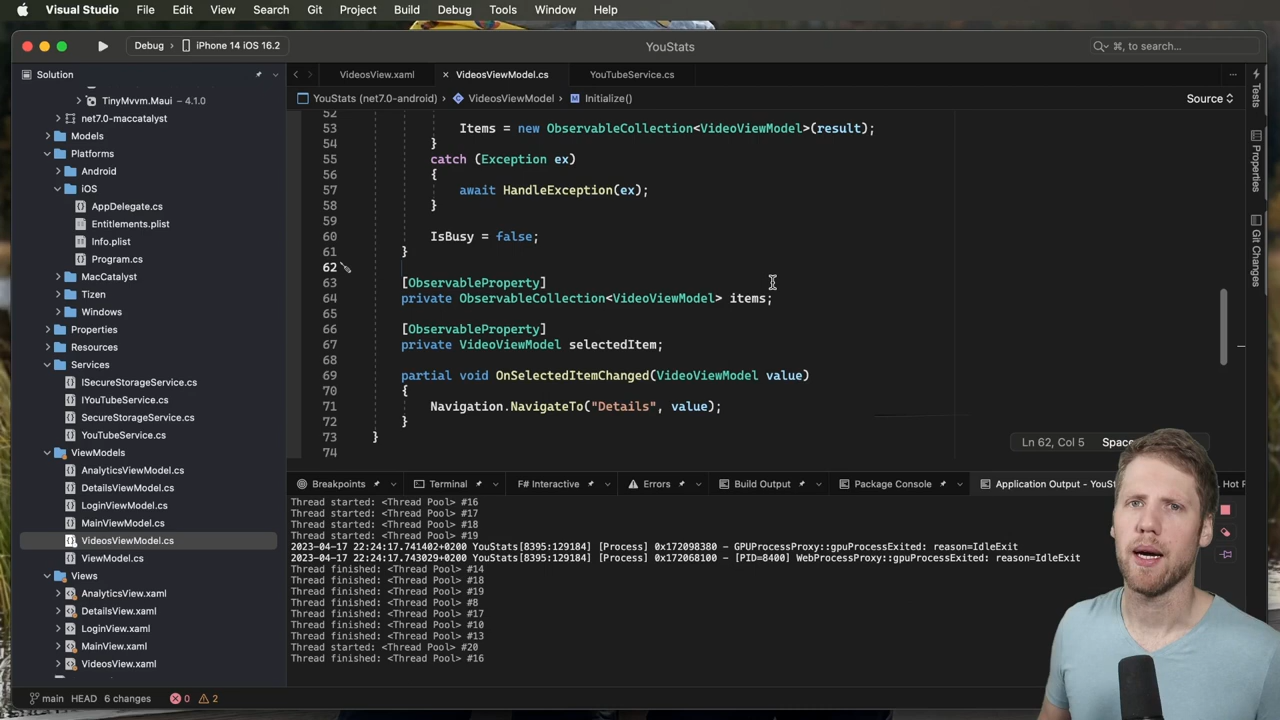 Visual Studio File Edit View Search Git Project Build Debug Tools Window Help
Debug > iPhone 14 iOS 16.2
YouStats
⌘, to search...
Solution
VideosView.xaml
VideosViewModel.cs
YouTubeService.cs
YouStats (net7.0-android) > VideosViewModel > Initialize()
Source
TinyMvvm.Maui – 4.1.0
net7.0-maccatalyst
Models
Platforms
Android
iOS
AppDelegate.cs
Entitlements.plist
Info.plist
Program.cs
MacCatalyst
Tizen
Windows
Properties
Resources
Services
ISecureStorageService.cs
IYouTubeService.cs
SecureStorageService.cs
YouTubeService.cs
ViewModels
AnalyticsViewModel.cs
DetailsViewModel.cs
LoginViewModel.cs
MainViewModel.cs
VideosViewModel.cs
ViewModel.cs
Views
AnalyticsView.xaml
DetailsView.xaml
LoginView.xaml
MainView.xaml
VideosView.xaml
52
53 Items = new ObservableCollection<VideoViewModel>(result);
54 }
55 catch (Exception ex)
56 {
57 await HandleException(ex);
58 }
59
60 IsBusy = false;
61 }
62
63 [ObservableProperty]
64 private ObservableCollection<VideoViewModel> items;
65
66 [ObservableProperty]
67 private VideoViewModel selectedItem;
68
69 partial void OnSelectedItemChanged(VideoViewModel value)
70 {
71 Navigation.NavigateTo("Details", value);
72 }
73 }
74
Ln 62, Col 5 Space
Tests
Properties
Git Changes
Breakpoints
Terminal
F# Interactive
Errors
Build Output
Package Console
Application Output – YouSt
Hot R
Thread started: <Thread Pool> #16
Thread started: <Thread Pool> #17
Thread started: <Thread Pool> #18
Thread started: <Thread Pool> #19
2023-04-17 22:24:17.741402+0200 YouStats[8395:129184] [Process] 0x172098380 - GPUProcessProxy::gpuProcessExited: reason=IdleExit
2023-04-17 22:24:17.743029+0200 YouStats[8395:129184] [Process] 0x172068100 - [PID=8400] WebProcessProxy::gpuProcessExited: reason=IdleExit
Thread finished: <Thread Pool> #14
Thread finished: <Thread Pool> #18
Thread finished: <Thread Pool> #19
Thread finished: <Thread Pool> #8
Thread finished: <Thread Pool> #17
Thread finished: <Thread Pool> #10
Thread finished: <Thread Pool> #13
Thread started: <Thread Pool> #20
Thread finished: <Thread Pool> #16
main HEAD 6 changes 0 2